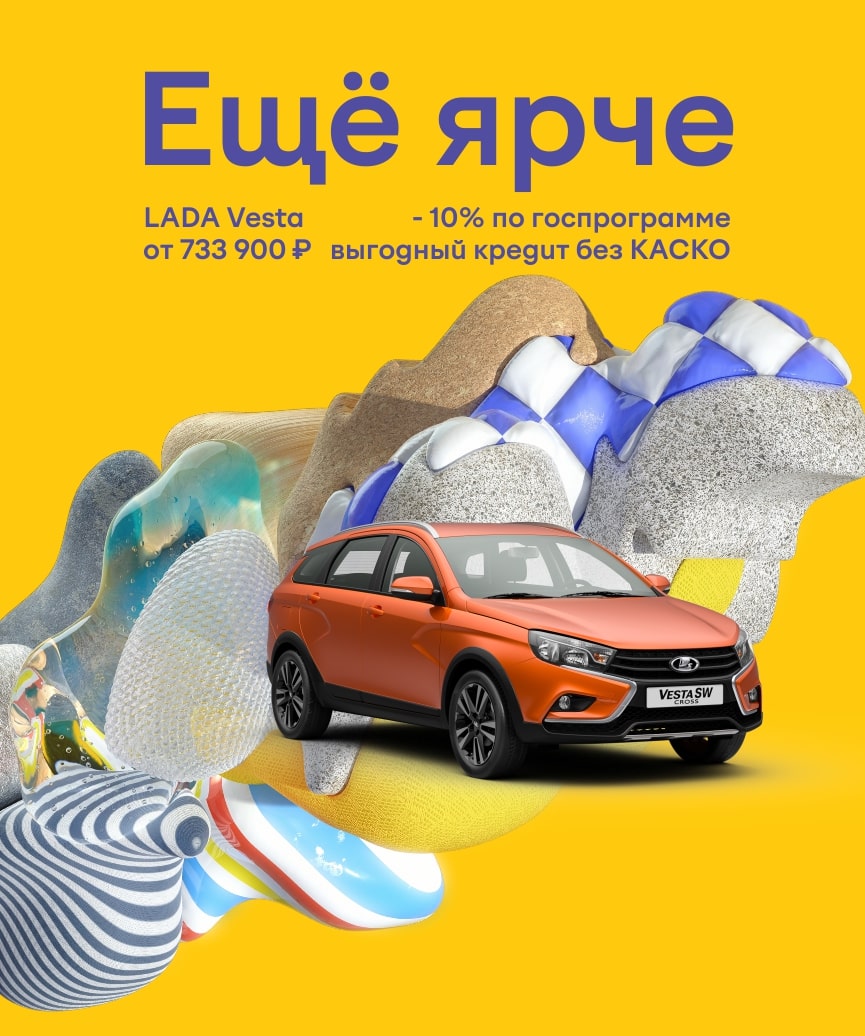 Ещё ярче
LADA Vesta
от 733 900 ₽
- 10% по госпрограмме
выгодный кредит без КАСКО
VESTA SW
CROSS